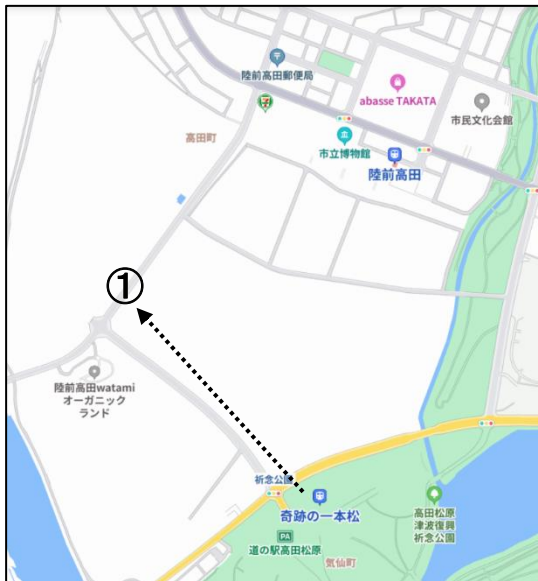 陸前高田郵便局
abasse TAKATA
市民文化会館
高田町
市立博物館
陸前高田
①
陸前高田watami
オーガニック
ランド
祈念公園
奇跡の一本松
高田松原
津波復興
祈念公園
PA
道の駅高田松原
気仙町